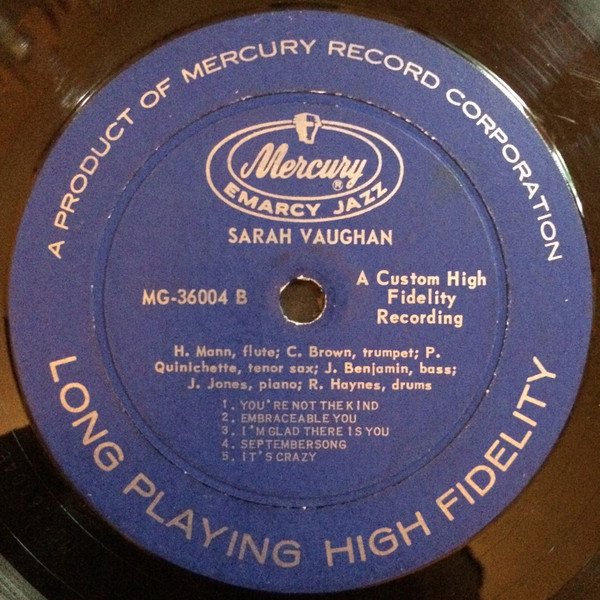 A PRODUCT OF MERCURY RECORD CORPORATION
Mercury ®
EMARCY JAZZ
SARAH VAUGHAN
MG-36004 B
A Custom High
Fidelity
Recording
H. Mann, flute; C. Brown, trumpet; P.
Quinichette, tenor sax; J. Benjamin, bass;
J. Jones, piano; R. Haynes, drums
1. YOU'RE NOT THE KIND
2. EMBRACEABLE YOU
3. I'M GLAD THERE IS YOU
4. SEPTEMBERSONG
5. IT'S CRAZY
LONG PLAYING HIGH FIDELITY